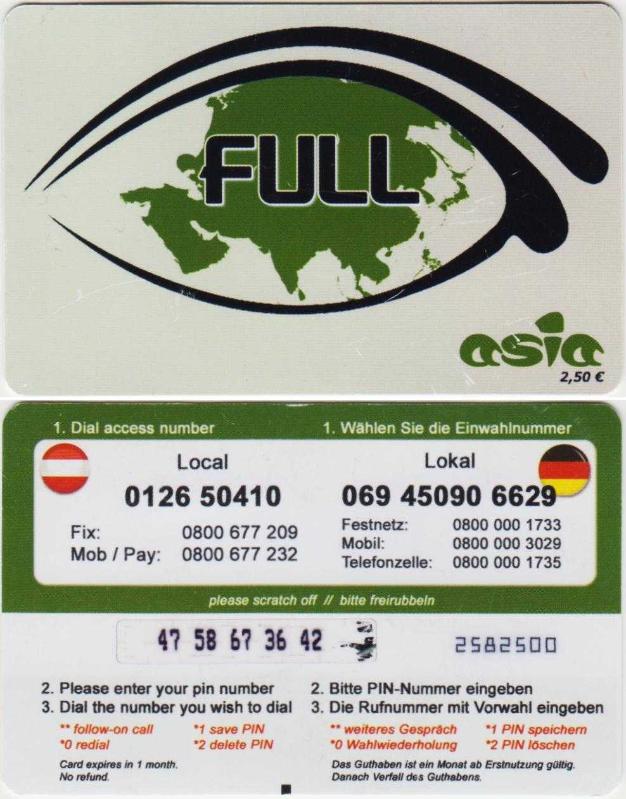 FULL
asia
2,50 €
1. Dial access number
1. Wählen Sie die Einwahlnummer
Local
0126 50410
Fix: 0800 677 209
Mob / Pay: 0800 677 232
Lokal
069 45090 6629
Festnetz: 0800 000 1733
Mobil: 0800 000 3029
Telefonzelle: 0800 000 1735
please scratch off // bitte freirubbeln
47 58 67 36 42
2582500
2. Please enter your pin number
3. Dial the number you wish to dial
** follow-on call *1 save PIN
*0 redial *2 delete PIN
Card expires in 1 month.
No refund.
2. Bitte PIN-Nummer eingeben
3. Die Rufnummer mit Vorwahl eingeben
** weiteres Gespräch *1 PIN speichern
*0 Wahlwiederholung *2 PIN löschen
Das Guthaben ist ein Monat ab Erstnutzung gültig.
Danach Verfall des Guthabens.